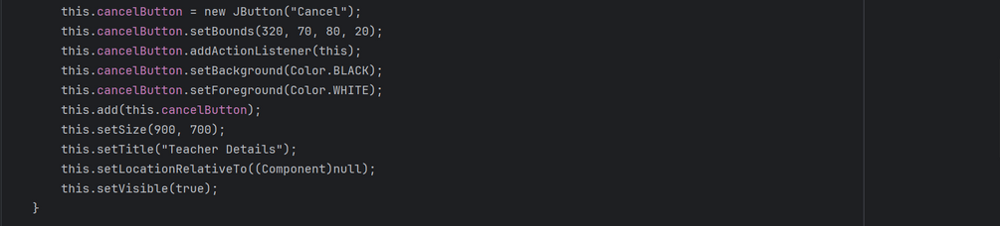 this.cancelButton = new JButton("Cancel");
this.cancelButton.setBounds(320, 70, 80, 20);
this.cancelButton.addActionListener(this);
this.cancelButton.setBackground(Color.BLACK);
this.cancelButton.setForeground(Color.WHITE);
this.add(this.cancelButton);
this.setSize(900, 700);
this.setTitle("Teacher Details");
this.setLocationRelativeTo((Component)null);
this.setVisible(true);
}